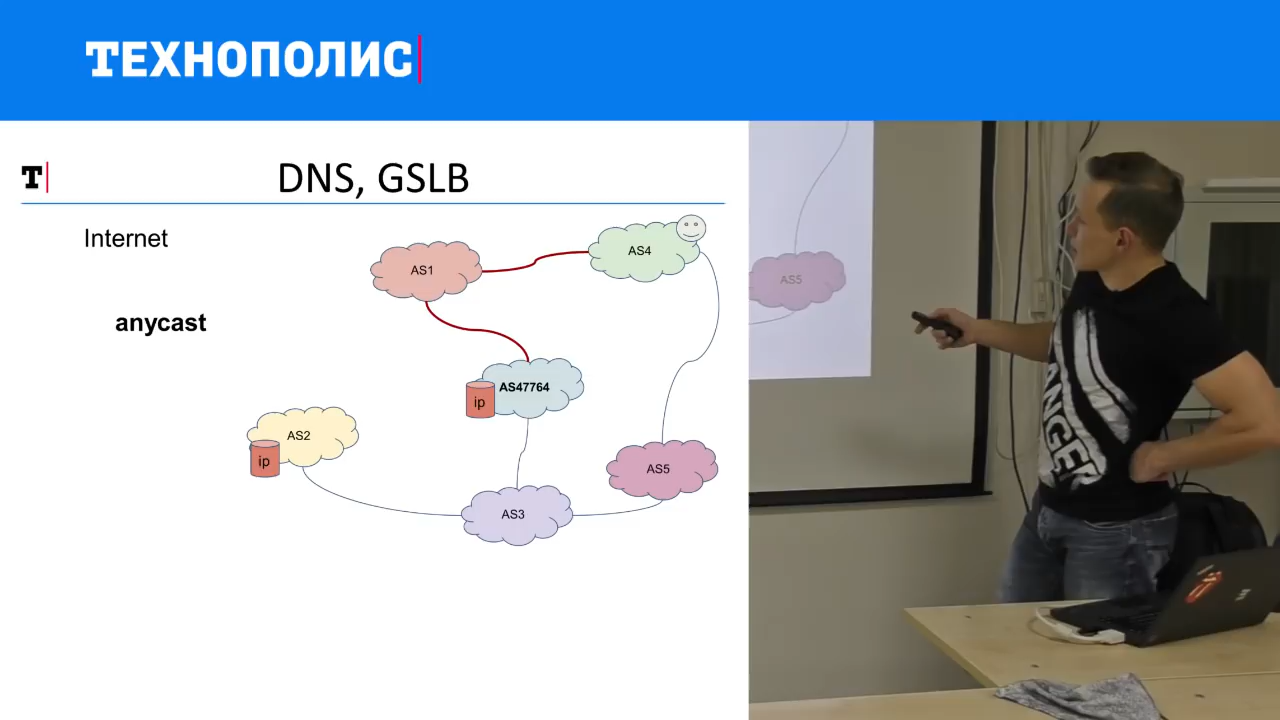 ТЕХНОПОЛИС
T
DNS, GSLB
Internet
anycast
AS1
AS4
AS47764
ip
AS2
ip
AS5
AS3
AS5